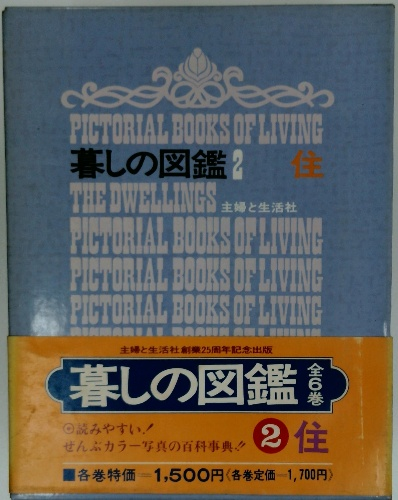 PICTORIAL BOOKS OF LIVING
暮しの図鑑2 住
THE DWELLINGS 主婦と生活社
PICTORIAL BOOKS OF LIVING
PICTORIAL BOOKS OF LIVING
PICTORIAL BOOKS OF LIVING
PICTORIAL BOOKS OF LIVING
主婦と生活社創業25周年記念出版
暮しの図鑑 全6巻
◉読みやすい!
ぜんぶカラー写真の百科事典!!
2 住
■各巻特価=1,500円〈各巻定価=1,700円〉